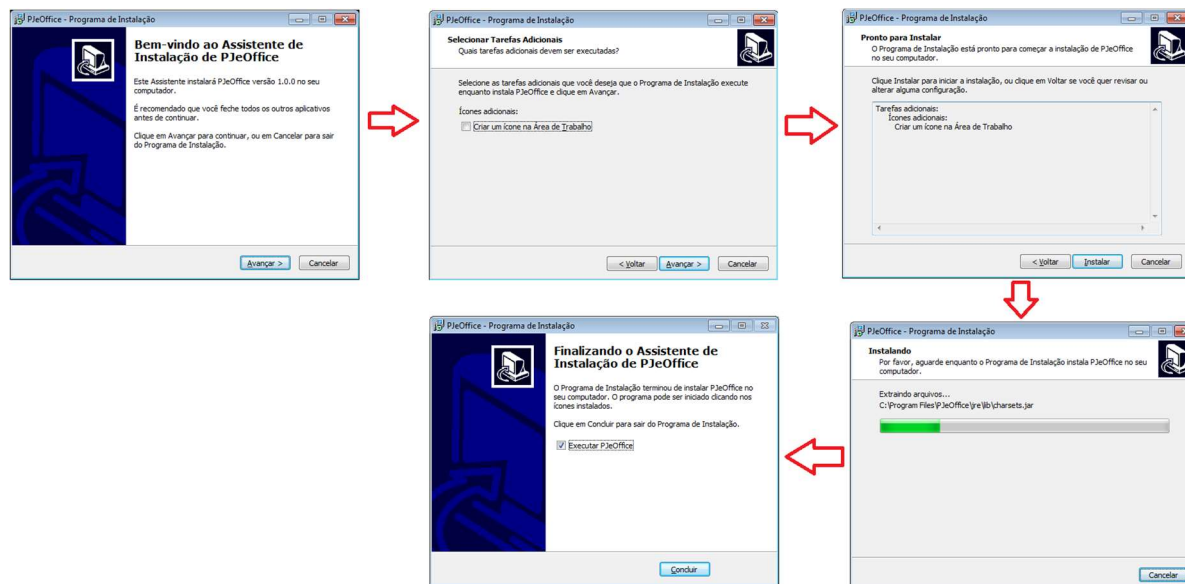 PJeOffice - Programa de Instalação
Bem-vindo ao Assistente de
Instalação de PJeOffice
Este Assistente instalará PJeOffice versão 1.0.0 no seu
computador.
É recomendado que você feche todos os outros aplicativos
antes de continuar.
Clique em Avançar para continuar, ou em Cancelar para sair
do Programa de Instalação.
Avançar >
Cancelar
PJeOffice - Programa de Instalação
Selecionar Tarefas Adicionais
Quais tarefas adicionais devem ser executadas?
Selecione as tarefas adicionais que você deseja que o Programa de Instalação execute
enquanto instala PJeOffice e clique em Avançar.
Ícones adicionais:
Criar um ícone na Área de Trabalho
< Voltar
Avançar >
Cancelar
PJeOffice - Programa de Instalação
Pronto para Instalar
O Programa de Instalação está pronto para começar a instalação de PJeOffice
no seu computador.
Clique Instalar para iniciar a instalação, ou clique em Voltar se você quer revisar ou
alterar alguma configuração.
Tarefas adicionais:
Ícones adicionais:
Criar um ícone na Área de Trabalho
< Voltar
Instalar
Cancelar
PJeOffice - Programa de Instalação
Instalando
Por favor, aguarde enquanto o Programa de Instalação instala PJeOffice no seu
computador.
Extraindo arquivos...
C:\Program Files\PJeOffice\jre\lib\charsets.jar
Cancelar
PJeOffice - Programa de Instalação
Finalizando o Assistente de
Instalação de PJeOffice
O Programa de Instalação terminou de instalar PJeOffice no
seu computador. O programa pode ser iniciado clicando nos
ícones instalados.
Clique em Concluir para sair do Programa de Instalação.
Executar PJeOffice
Concluir